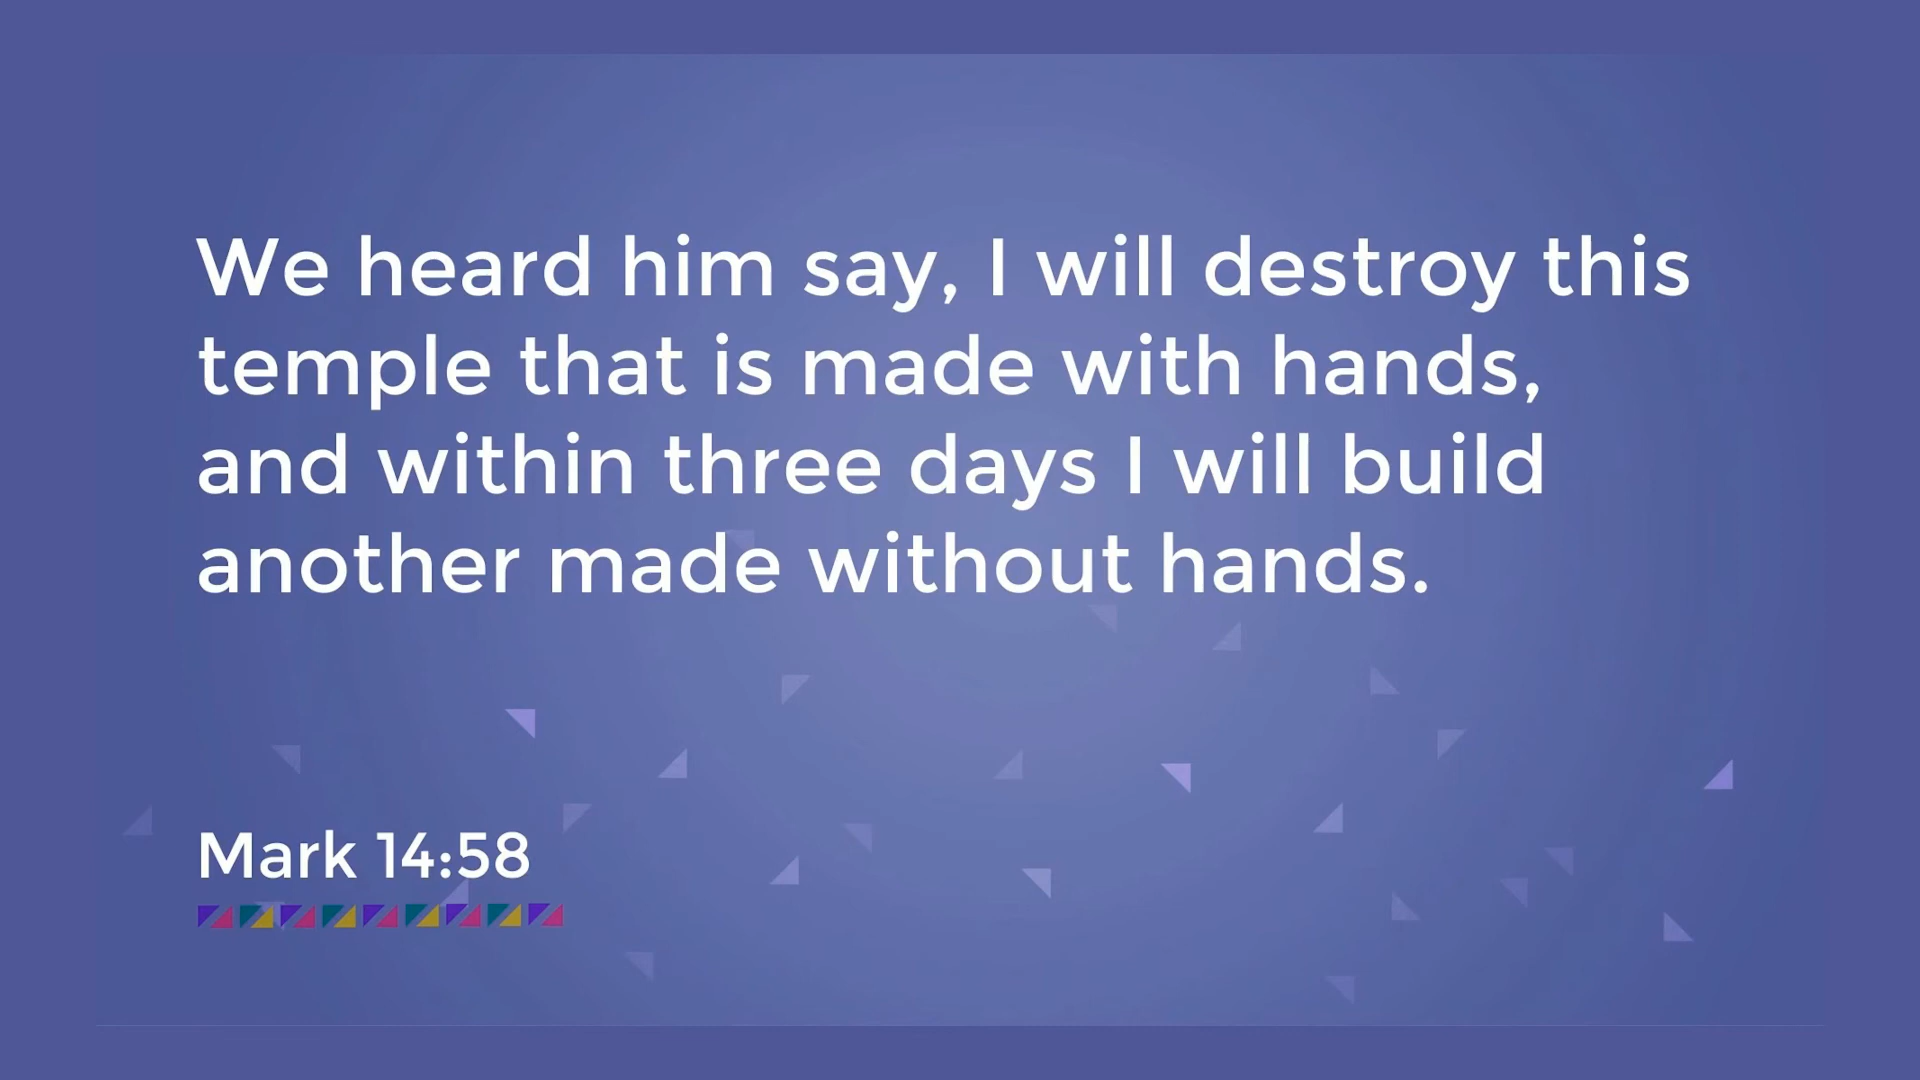 We heard him say, I will destroy this
temple that is made with hands,
and within three days I will build
another made without hands.
Mark 14:58